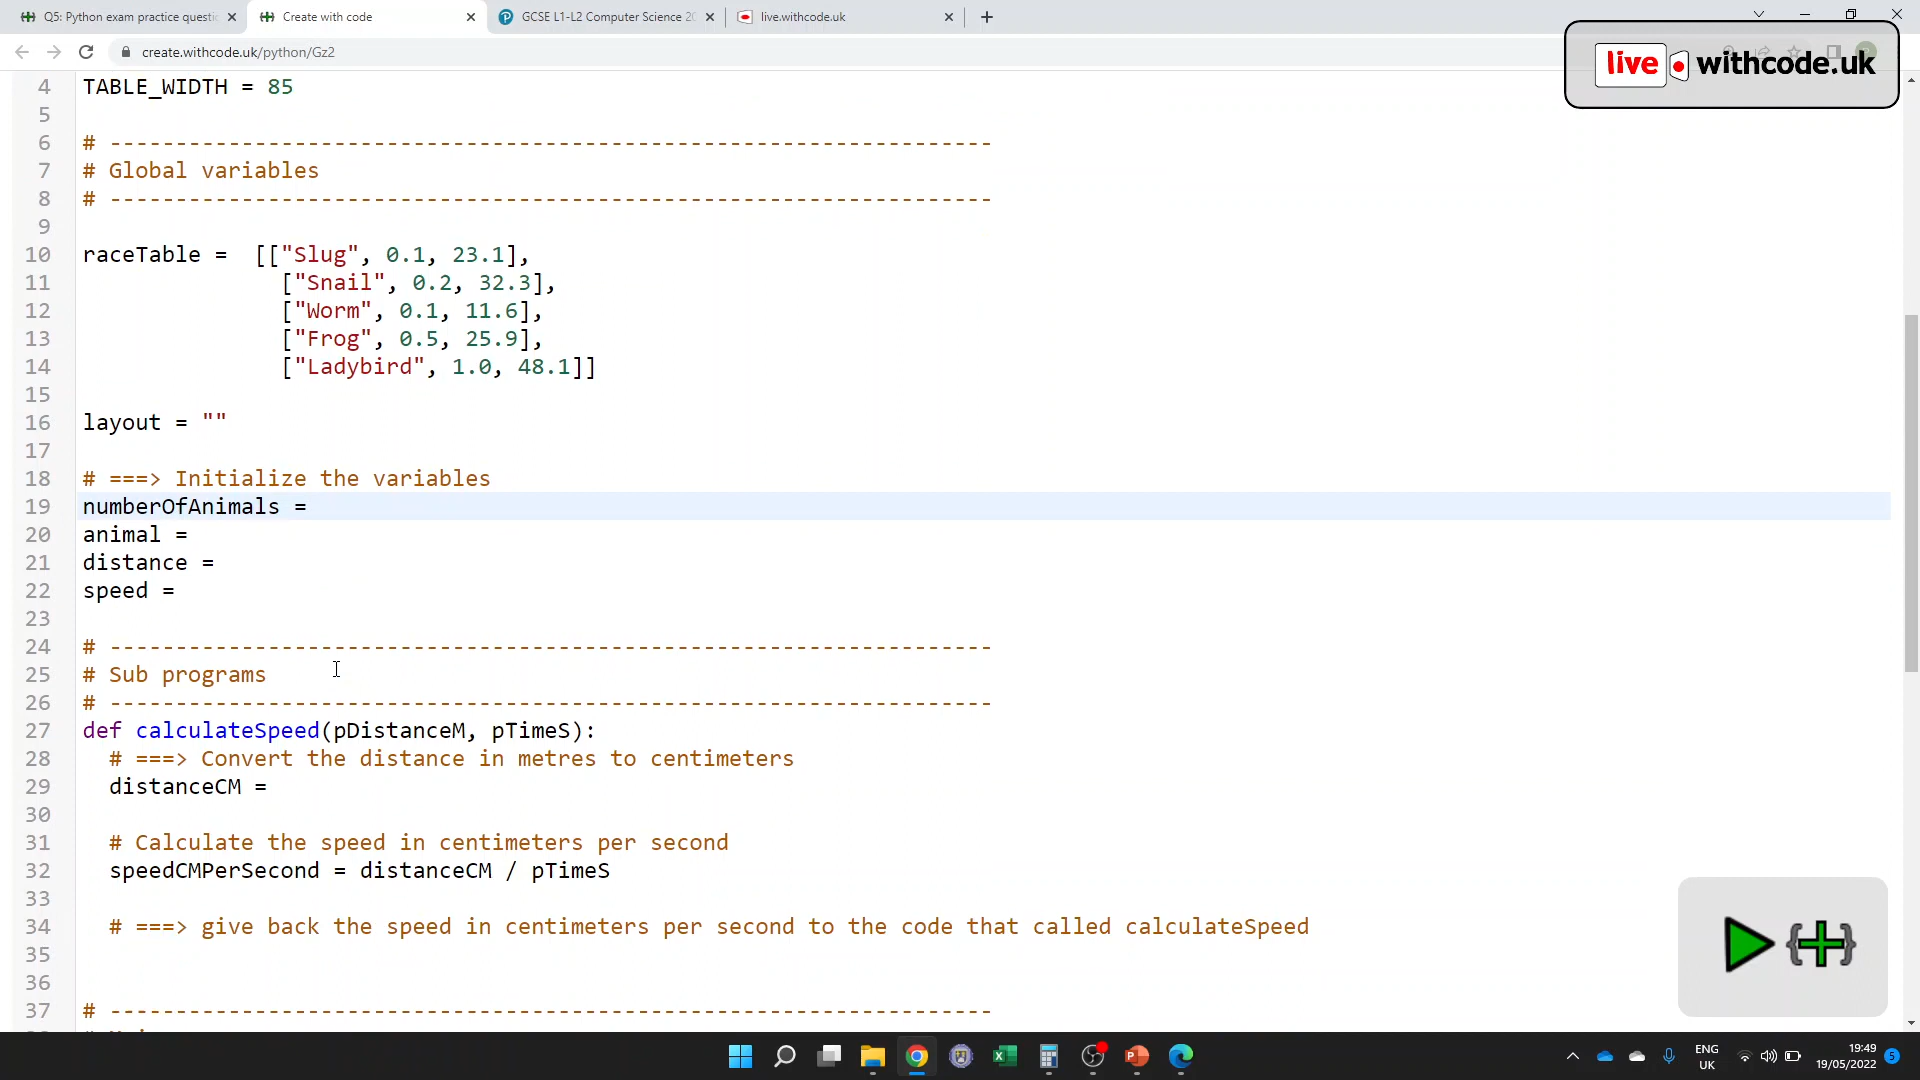 Q5: Python exam practice questi
Create with code
GCSE L1-L2 Computer Science 20
live.withcode.uk
create.withcode.uk/python/Gz2
live withcode.uk
4 TABLE_WIDTH = 85
5
6 # -------------------------------------------------------------------
7 # Global variables
8 # -------------------------------------------------------------------
9
10 raceTable =  [["Slug", 0.1, 23.1],
11 ["Snail", 0.2, 32.3],
12 ["Worm", 0.1, 11.6],
13 ["Frog", 0.5, 25.9],
14 ["Ladybird", 1.0, 48.1]]
15
16 layout = ""
17
18 # ===> Initialize the variables
19 numberOfAnimals =
20 animal =
21 distance =
22 speed =
23
24 # -------------------------------------------------------------------
25 # Sub programs
26 # -------------------------------------------------------------------
27 def calculateSpeed(pDistanceM, pTimeS):
28 # ===> Convert the distance in metres to centimeters
29 distanceCM =
30
31 # Calculate the speed in centimeters per second
32 speedCMPerSecond = distanceCM / pTimeS
33
34 # ===> give back the speed in centimeters per second to the code that called calculateSpeed
35
36
37 # -------------------------------------------------------------------
ENG
UK
19:49
19/05/2022
5